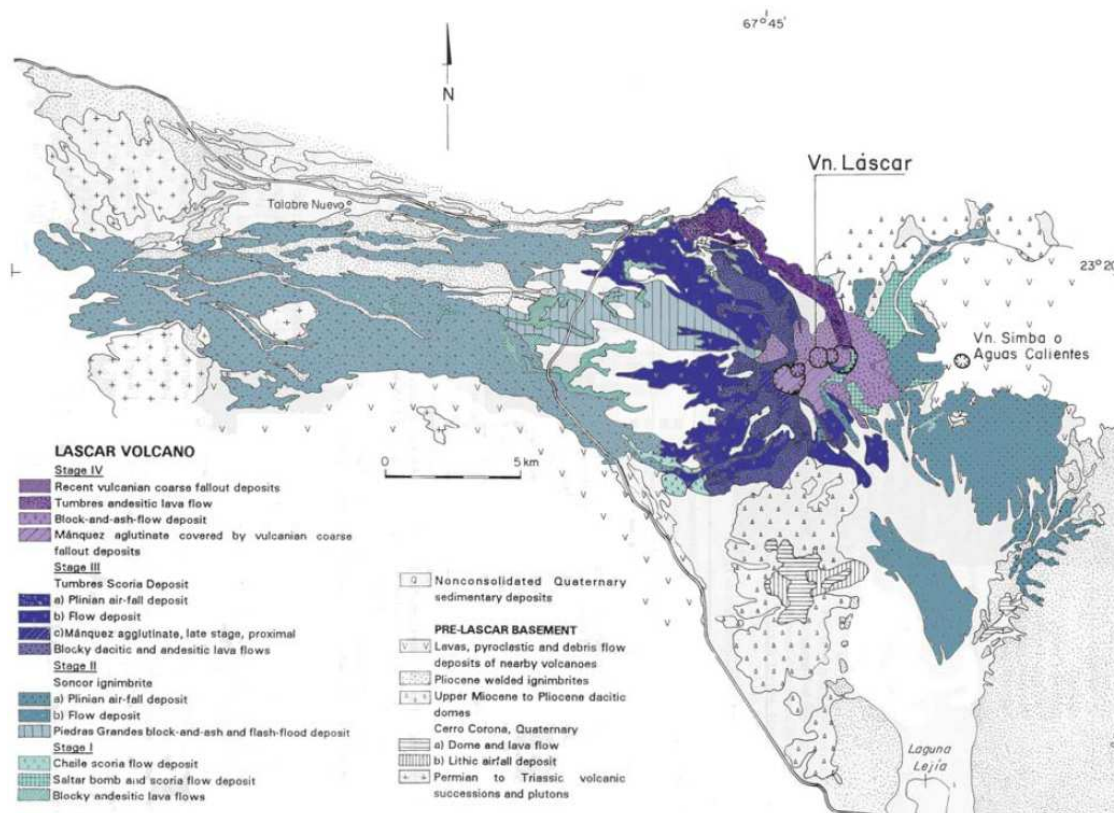 67° 45'
N
Vn. Láscar
Talabre Nuevo
23° 20
Vn. Simba o
Aguas Calientes
0 5 km
LASCAR VOLCANO
Stage IV
Recent vulcanian coarse fallout deposits
Tumbres andesitic lava flow
Block-and-ash-flow deposit
Mánquez aglutinate covered by vulcanian coarse
fallout deposits
Stage III
Tumbres Scoria Deposit
a) Plinian air-fall deposit
b) Flow deposit
c)Mánquez agglutinate, late stage, proximal
Blocky dacitic and andesitic lava flows
Stage II
Soncor ignimbrite
a) Plinian air-fall deposit
b) Flow deposit
Piedras Grandes block-and-ash and flash-flood deposit
Stage I
Cheile scoria flow deposit
Saltar bomb and scoria flow deposit
Blocky andesitic lava flows
Nonconsolidated Quaternary
sedimentary deposits
PRE-LASCAR BASEMENT
Lavas, pyroclastic and debris flow
deposits of nearby volcanoes
Pliocene welded ignimbrites
Upper Miocene to Pliocene dacitic
domes
Cerro Corona, Quaternary
a) Dome and lava flow
b) Lithic airfall deposit
Permian to Triassic volcanic
successions and plutons
Laguna
Lejía